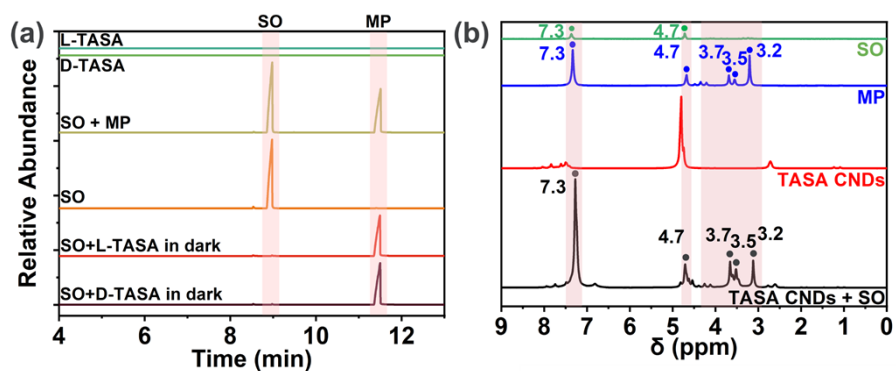 (a)
SO MP
L-TASA
D-TASA
SO + MP
SO
SO+L-TASA in dark
SO+D-TASA in dark
Relative Abundance
4 6 8 10 12
Time (min)
(b)
7.3 4.7
SO
7.3 4.7 3.7 3.5 3.2
MP
TASA CNDs
7.3
4.7 3.7 3.5 3.2
TASA CNDs + SO
9 8 7 6 5 4 3 2 1 0
δ (ppm)